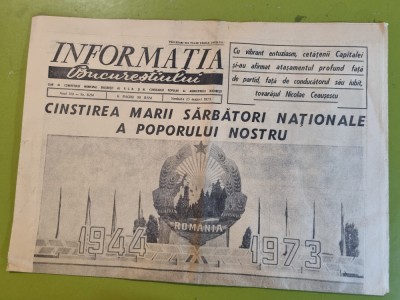 INFORMAȚIA
Bucureștiului
Cu vibrant entuziasm, cetățenii Capitalei
și-au afirmat atașamentul profund față
de partid, față de conducătorul său iubit,
tovarășul Nicolae Ceaușescu
CINSTIREA MARII SĂRBĂTORI NAȚIONALE
A POPORULUI NOSTRU
ROMÂNIA
1944
1973